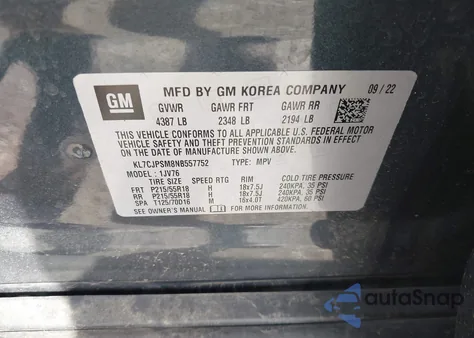 GM
MFD BY GM KOREA COMPANY 09/22
GVWR GAWR FRT GAWR RR
4387 LB 2348 LB 2194 LB
THIS VEHICLE CONFORMS TO ALL APPLICABLE U.S. FEDERAL MOTOR
VEHICLE SAFETY AND THEFT PREVENTION STANDARDS IN EFFECT
ON THE DATE OF MANUFACTURE SHOWN ABOVE.
KL7CJPSM8NB557752 TYPE: MPV
MODEL: 1JV76
TIRE SIZE SPEED RTG RIM COLD TIRE PRESSURE
FRT P215/55R18 H 18x7.5J 240KPA, 35 PSI
RR P215/55R18 H 18x7.5J 240KPA, 35 PSI
SPA T125/70D16 M 16x4.0T 420KPA, 60 PSI
SEE OWNER'S MANUAL FOR MORE INFORMATION.
autoSnap